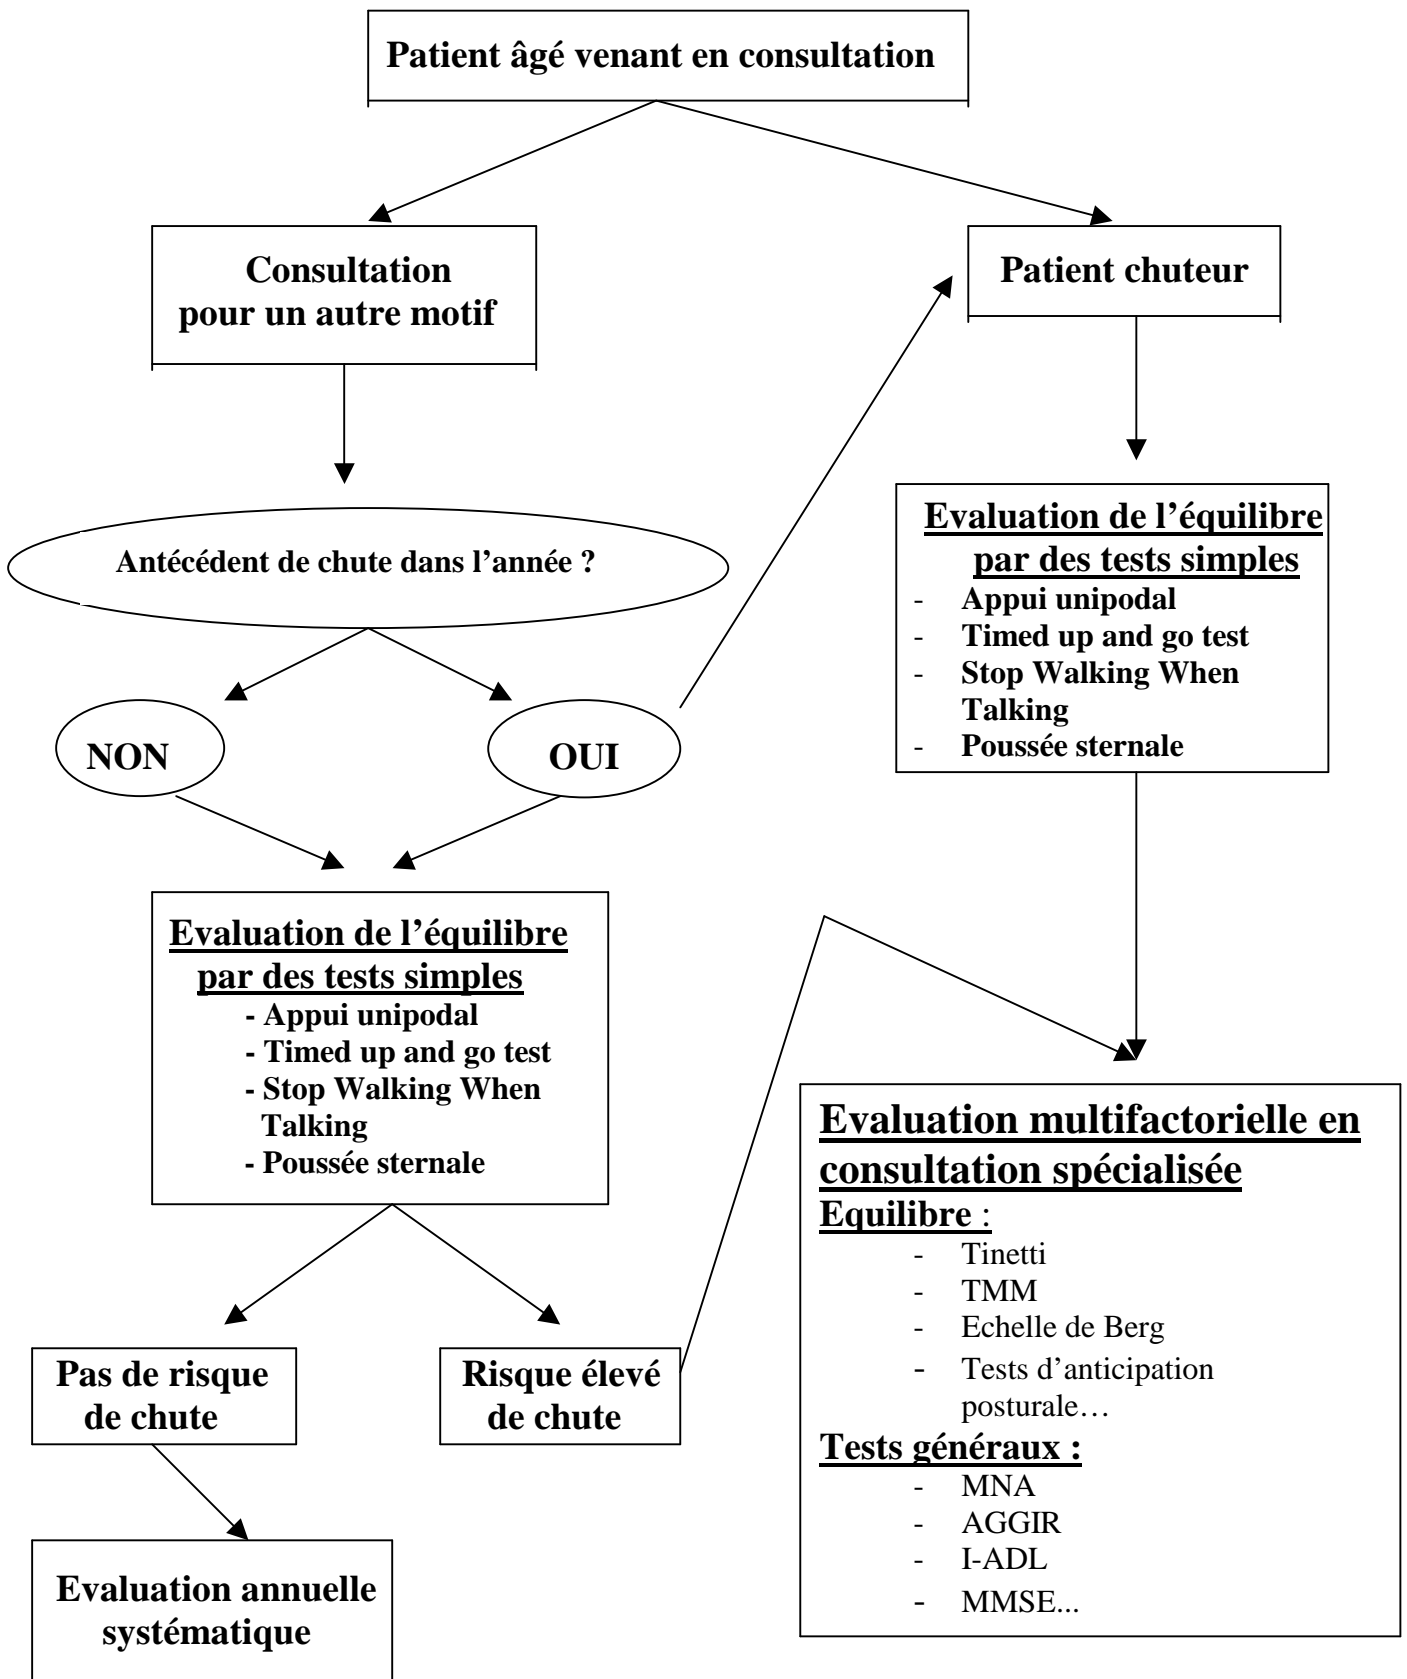 Patient âgé venant en consultation
Consultation
pour un autre motif
Patient chuteur
Antécédent de chute dans l’année ?
NON
OUI
Evaluation de l’équilibre
par des tests simples
- Appui unipodal
- Timed up and go test
- Stop Walking When
Talking
- Poussée sternale
Evaluation de l’équilibre
par des tests simples
- Appui unipodal
- Timed up and go test
- Stop Walking When
Talking
- Poussée sternale
Pas de risque
de chute
Risque élevé
de chute
Evaluation annuelle
systématique
Evaluation multifactorielle en
consultation spécialisée
Equilibre :
- Tinetti
- TMM
- Echelle de Berg
- Tests d’anticipation
posturale…
Tests généraux :
- MNA
- AGGIR
- I-ADL
- MMSE...